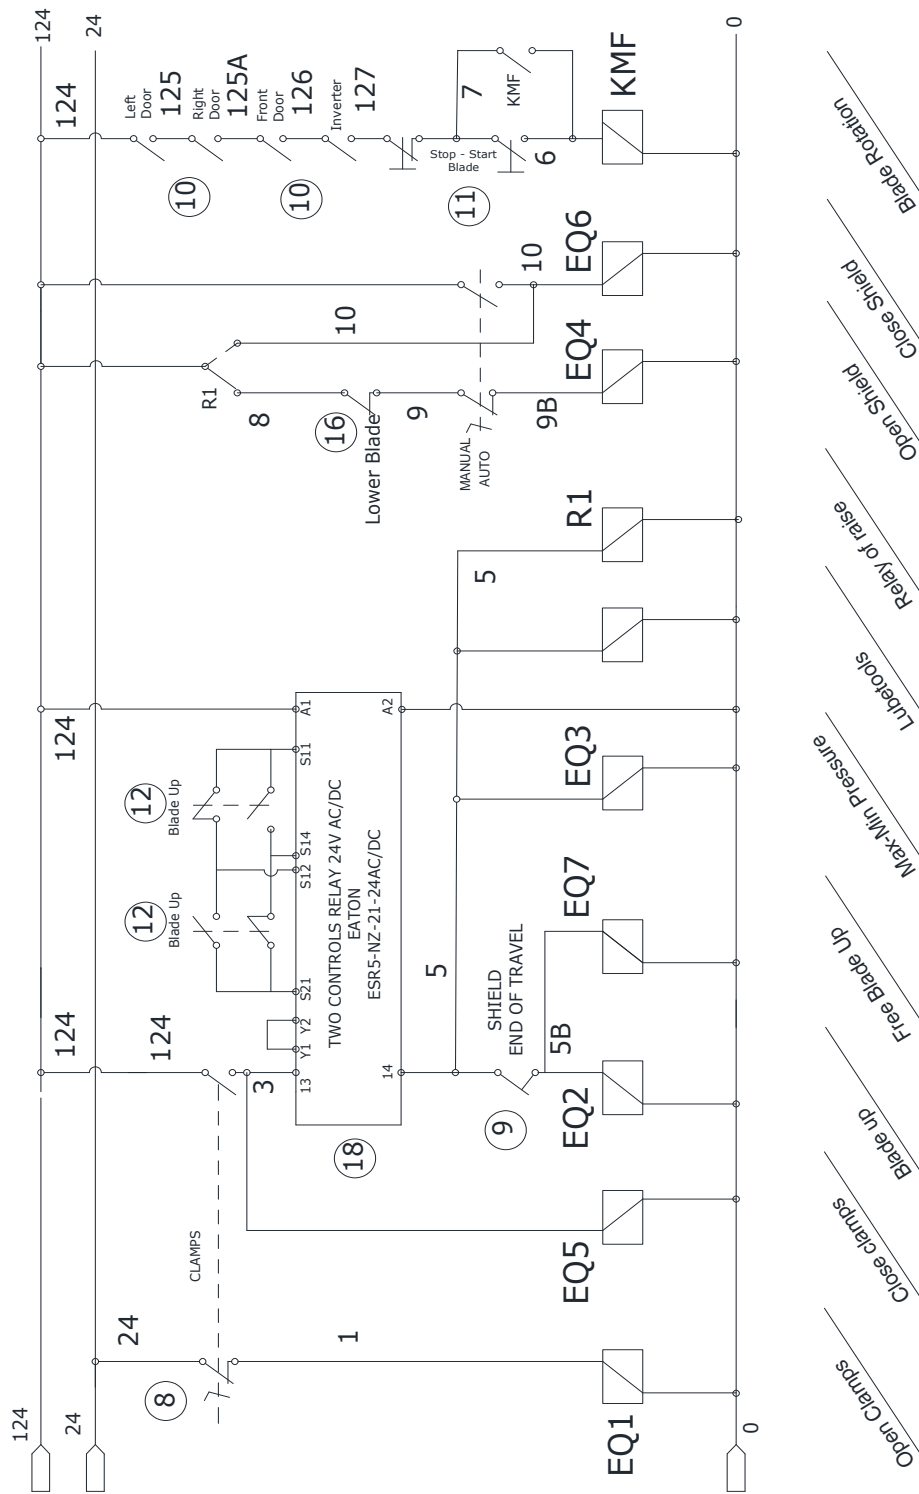 124
24
0
124
24
0
24
8
CLAMPS
1
EQ1
Open Clamps
EQ5
Close clamps
124
124
3
13
Y1
Y2
S21
S12
S14
S11
A1
14
A2
18
TWO CONTROLS RELAY 24V AC/DC
EATON
ESR5-NZ-21-24AC/DC
12
Blade Up
12
Blade Up
124
9
SHIELD
END OF TRAVEL
5B
5
EQ2
Blade up
EQ7
Free Blade Up
EQ3
Max-Min Pressure
Lubetools
5
R1
Relay of raise
R1
8
16
Lower Blade
9
MANUAL
AUTO
9B
EQ4
Open Shield
10
10
EQ6
Close Shield
124
Left
Door
125
10
Right
Door
125A
Front
Door
126
10
Inverter
127
Stop - Start
Blade
11
7
KMF
6
KMF
Blade Rotation